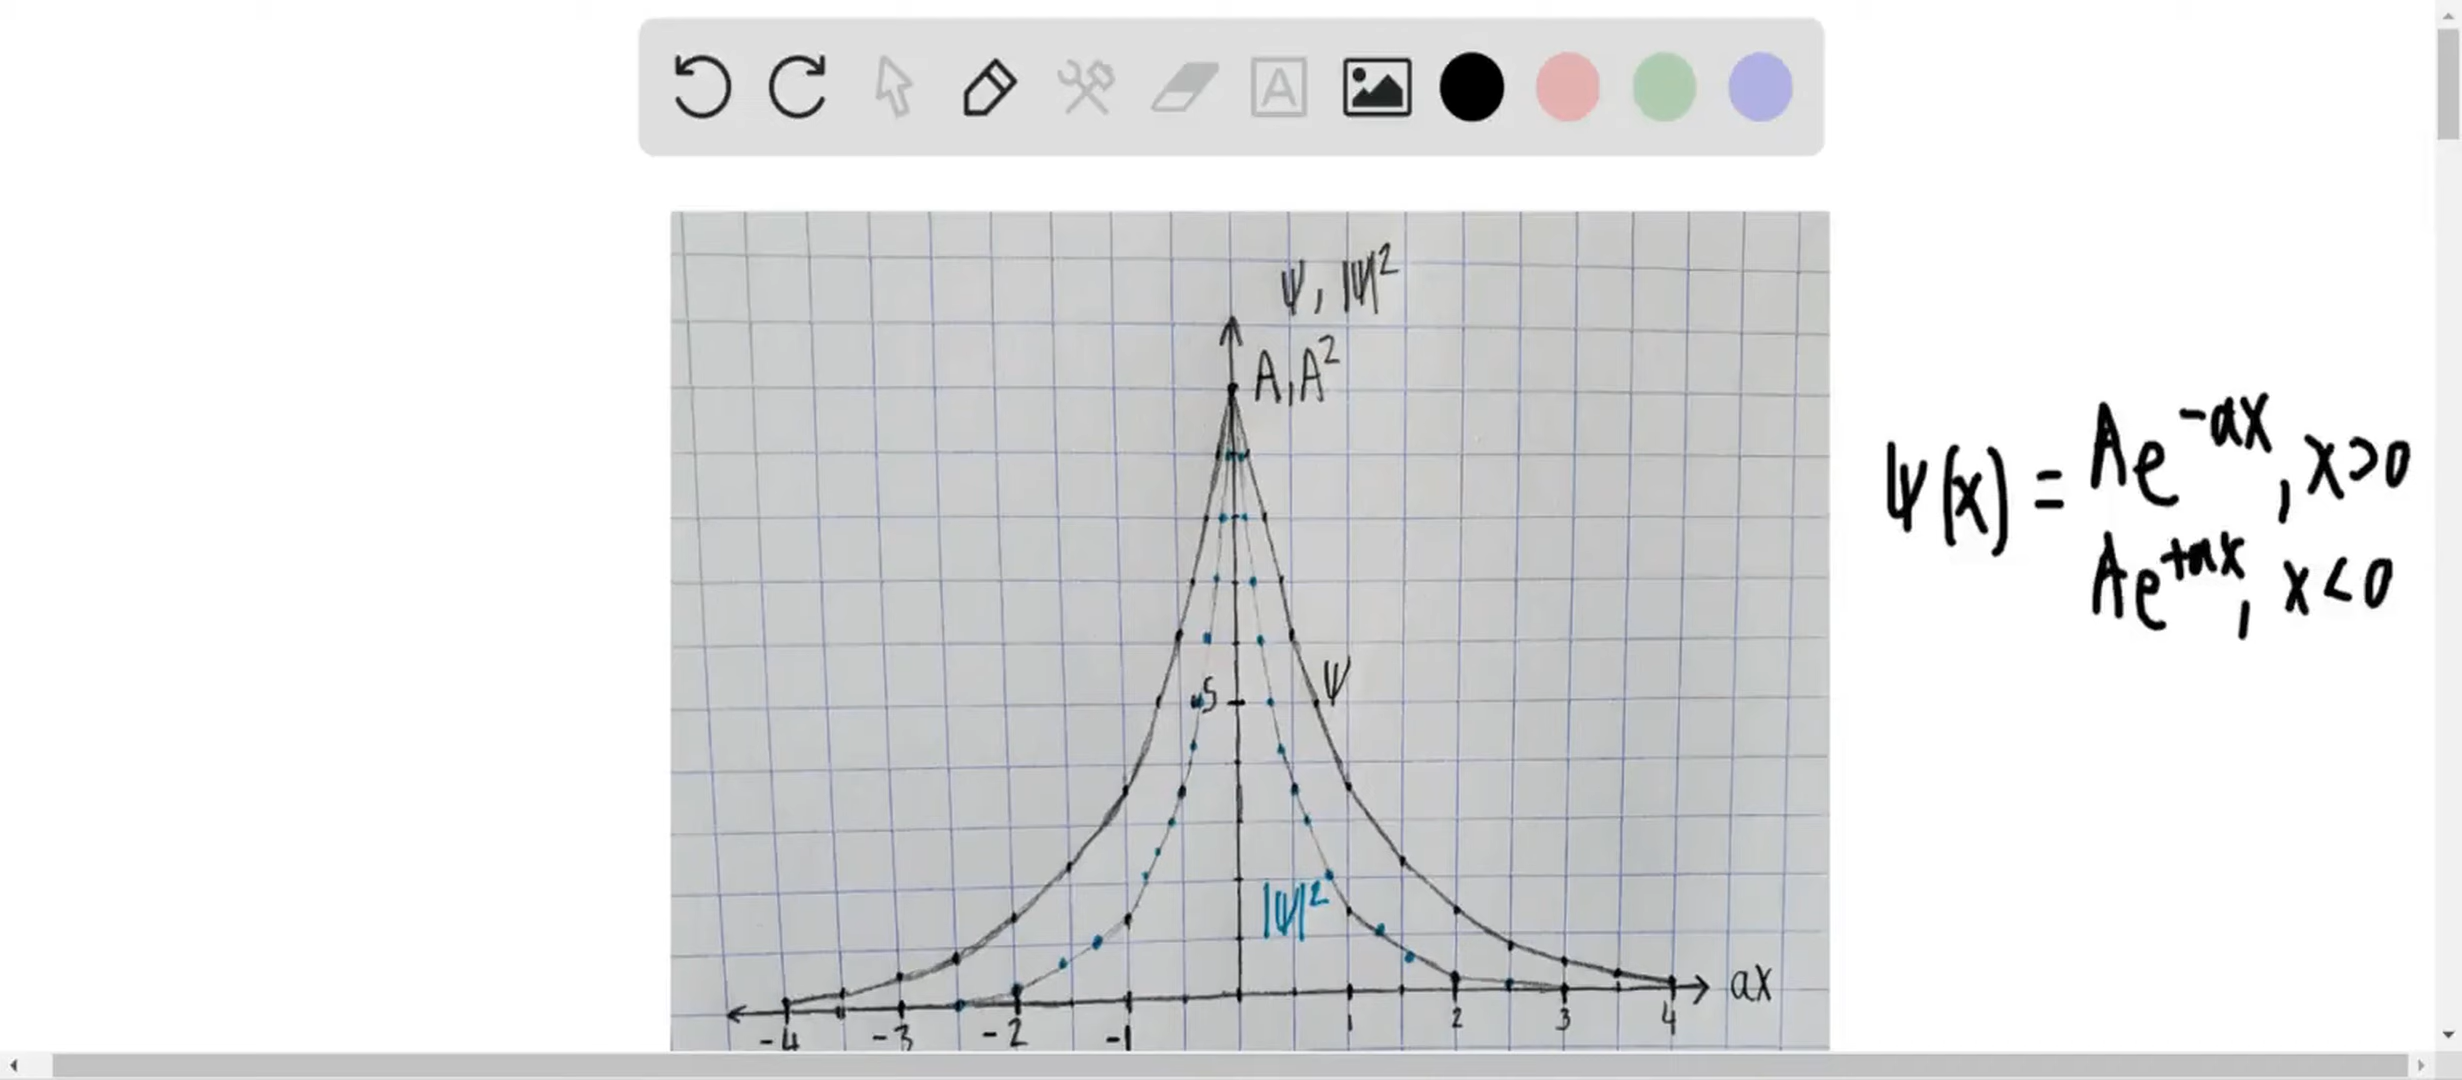 A
Ψ, |Ψ|²
A, A²
Ψ(x) = Ae^{-ax}, x>0
Ae^{+ax}, x<0
.5
Ψ
|Ψ|²
ax
-4 -3 -2 -1 1 2 3 4